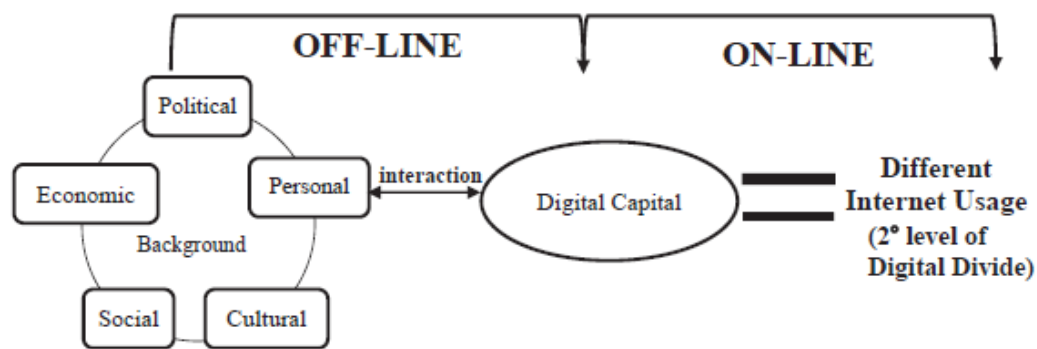 OFF-LINE
ON-LINE
Political
Economic
Personal
interaction
Background
Social
Cultural
Digital Capital
Different
Internet Usage
(2° level of
Digital Divide)